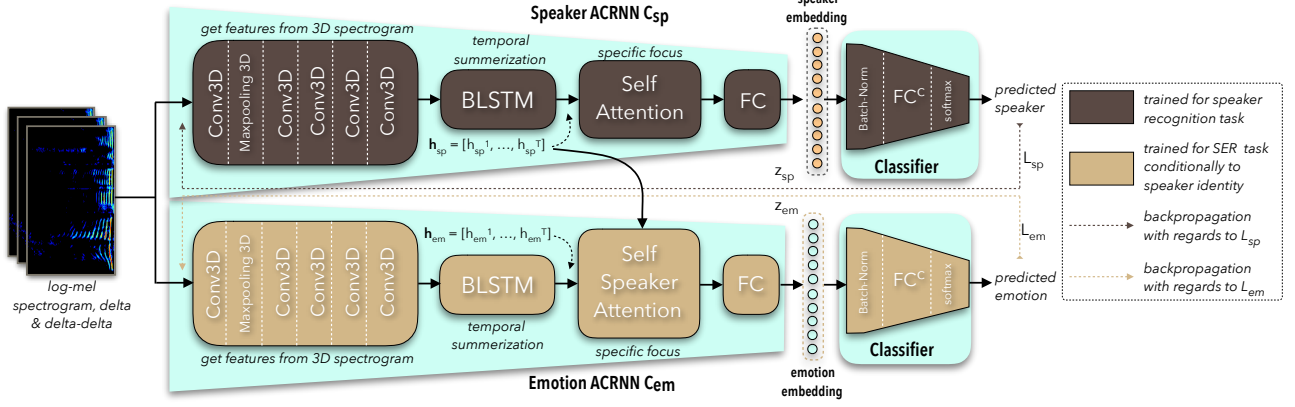 Speaker ACRNN Csp
speaker
embedding
get features from 3D spectrogram
temporal
summerization
specific focus
Conv3D
Maxpooling 3D
Conv3D
Conv3D
Conv3D
BLSTM
Self
Attention
FC
Batch-Norm
FC^C
softmax
predicted
speaker
Classifier
h_sp = [h_sp^1, ..., h_sp^T]
z_sp
L_sp
log-mel
spectrogram, delta
& delta-delta
h_em = [h_em^1, ..., h_em^T]
z_em
L_em
Conv3D
Maxpooling 3D
Conv3D
Conv3D
Conv3D
BLSTM
Self
Speaker
Attention
FC
Batch-Norm
FC^C
softmax
predicted
emotion
Classifier
get features from 3D spectrogram
temporal
summerization
specific focus
emotion
embedding
Emotion ACRNN Cem
trained for speaker
recognition task
trained for SER task
conditionally to
speaker identity
backpropagation
with regards to L_sp
backpropagation
with regards to L_em